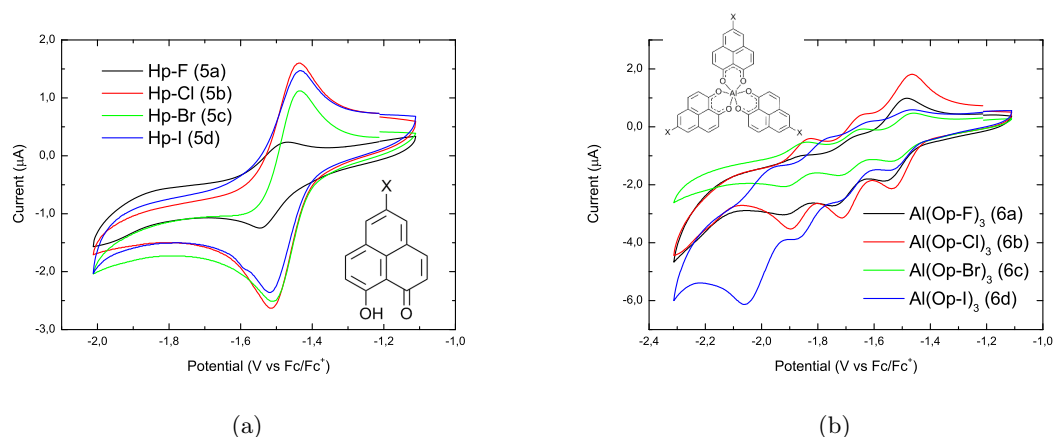 2,0
1,0
0,0
-1,0
-2,0
-3,0
Current (µA)
Hp-F (5a)
Hp-Cl (5b)
Hp-Br (5c)
Hp-I (5d)
X
OH
O
-2,0 -1,8 -1,6 -1,4 -1,2 -1,0
Potential (V vs Fc/Fc+)
(a)
2,0
0,0
-2,0
-4,0
-6,0
Current (µA)
X
O O
O Al O
O O
X X
Al(Op-F)3 (6a)
Al(Op-Cl)3 (6b)
Al(Op-Br)3 (6c)
Al(Op-I)3 (6d)
-2,4 -2,2 -2,0 -1,8 -1,6 -1,4 -1,2 -1,0
Potential (V vs Fc/Fc+)
(b)